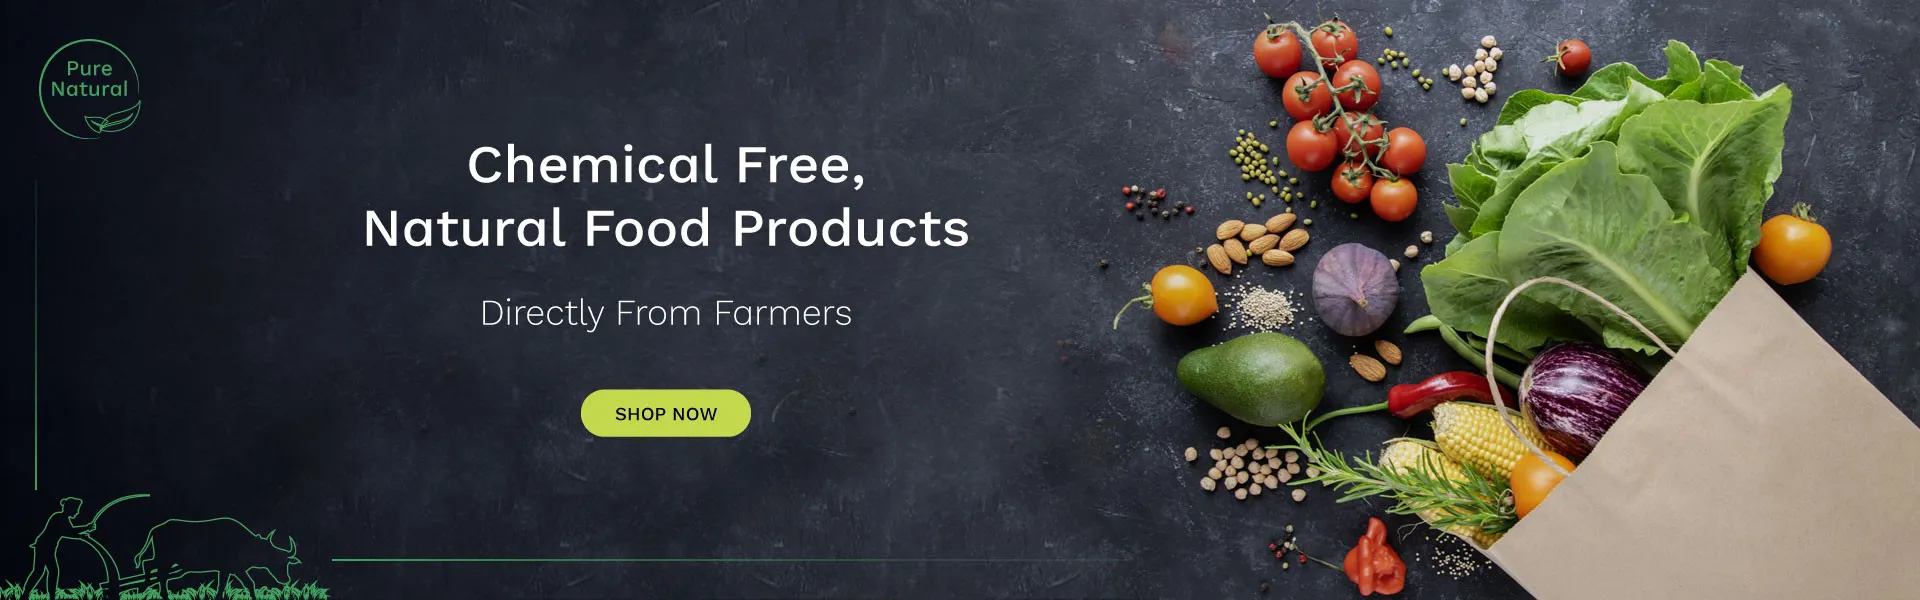 Pure
Natural
Chemical Free,
Natural Food Products
Directly From Farmers
SHOP NOW